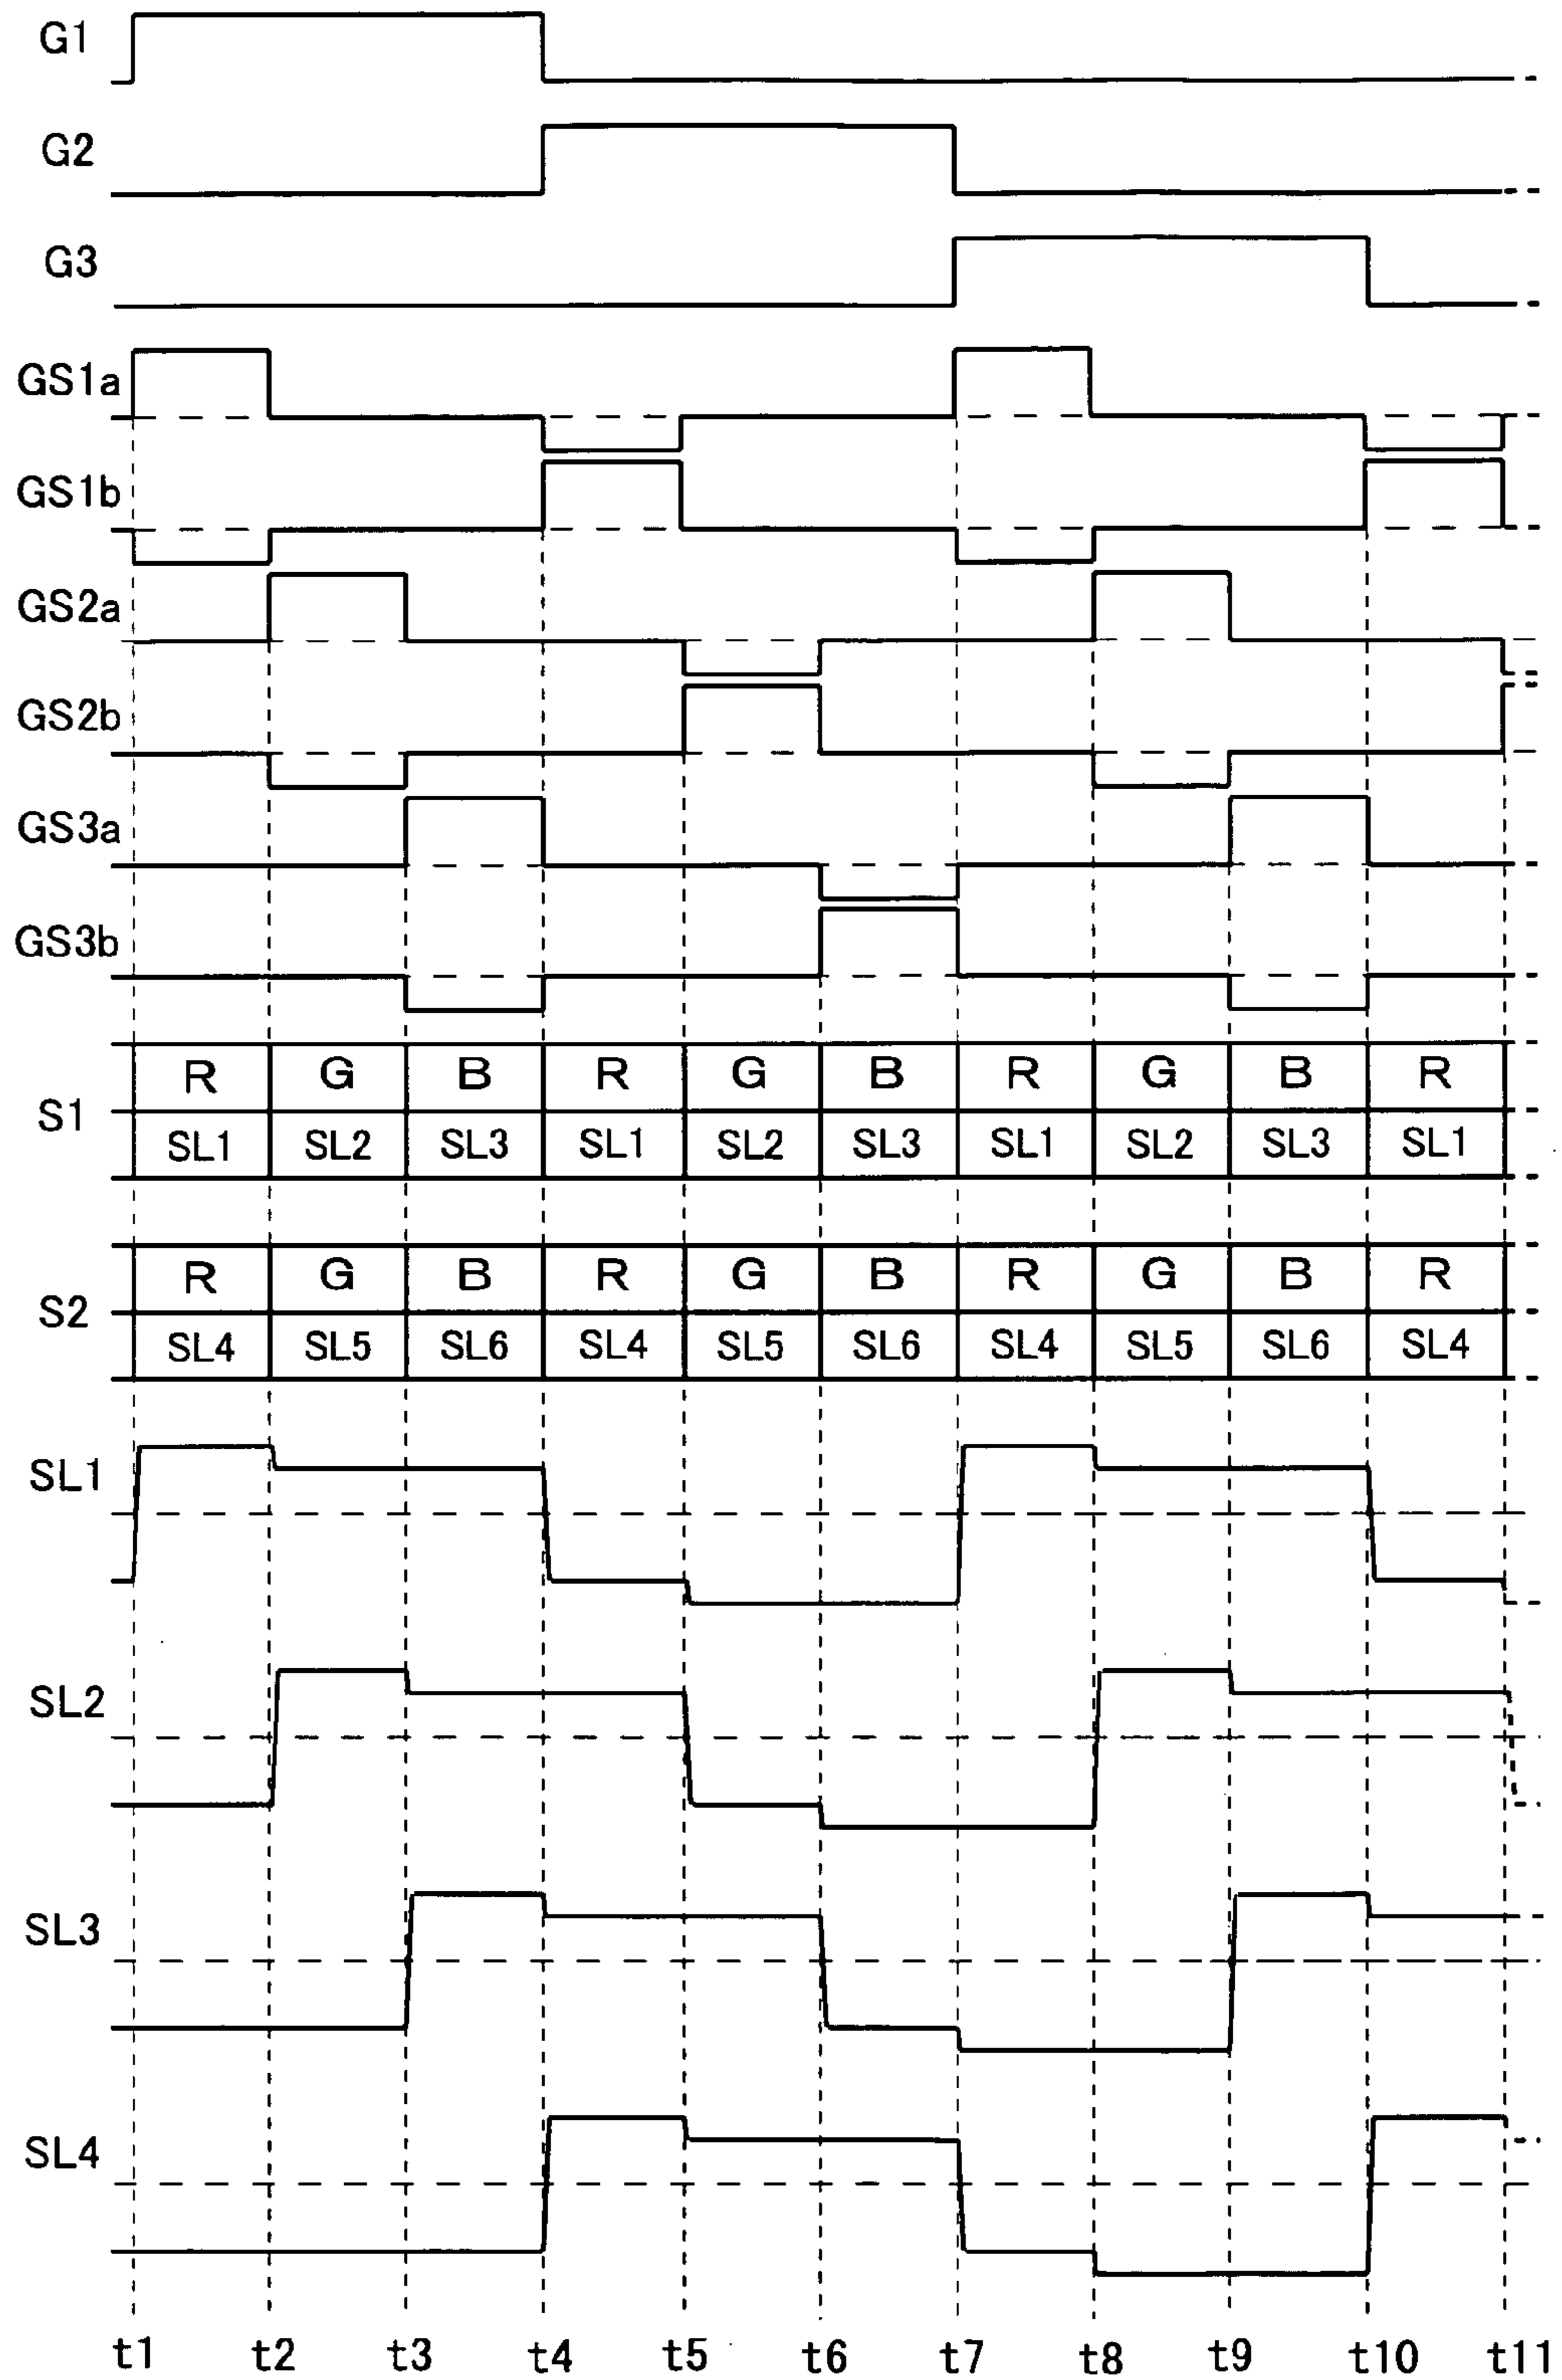 G1
G2
G3
GS1a
GS1b
GS2a
GS2b
GS3a
GS3b
S1
R G B R G B R G B R
SL1 SL2 SL3 SL1 SL2 SL3 SL1 SL2 SL3 SL1
S2
R G B R G B R G B R
SL4 SL5 SL6 SL4 SL5 SL6 SL4 SL5 SL6 SL4
SL1
SL2
SL3
SL4
t1 t2 t3 t4 t5 t6 t7 t8 t9 t10 t11